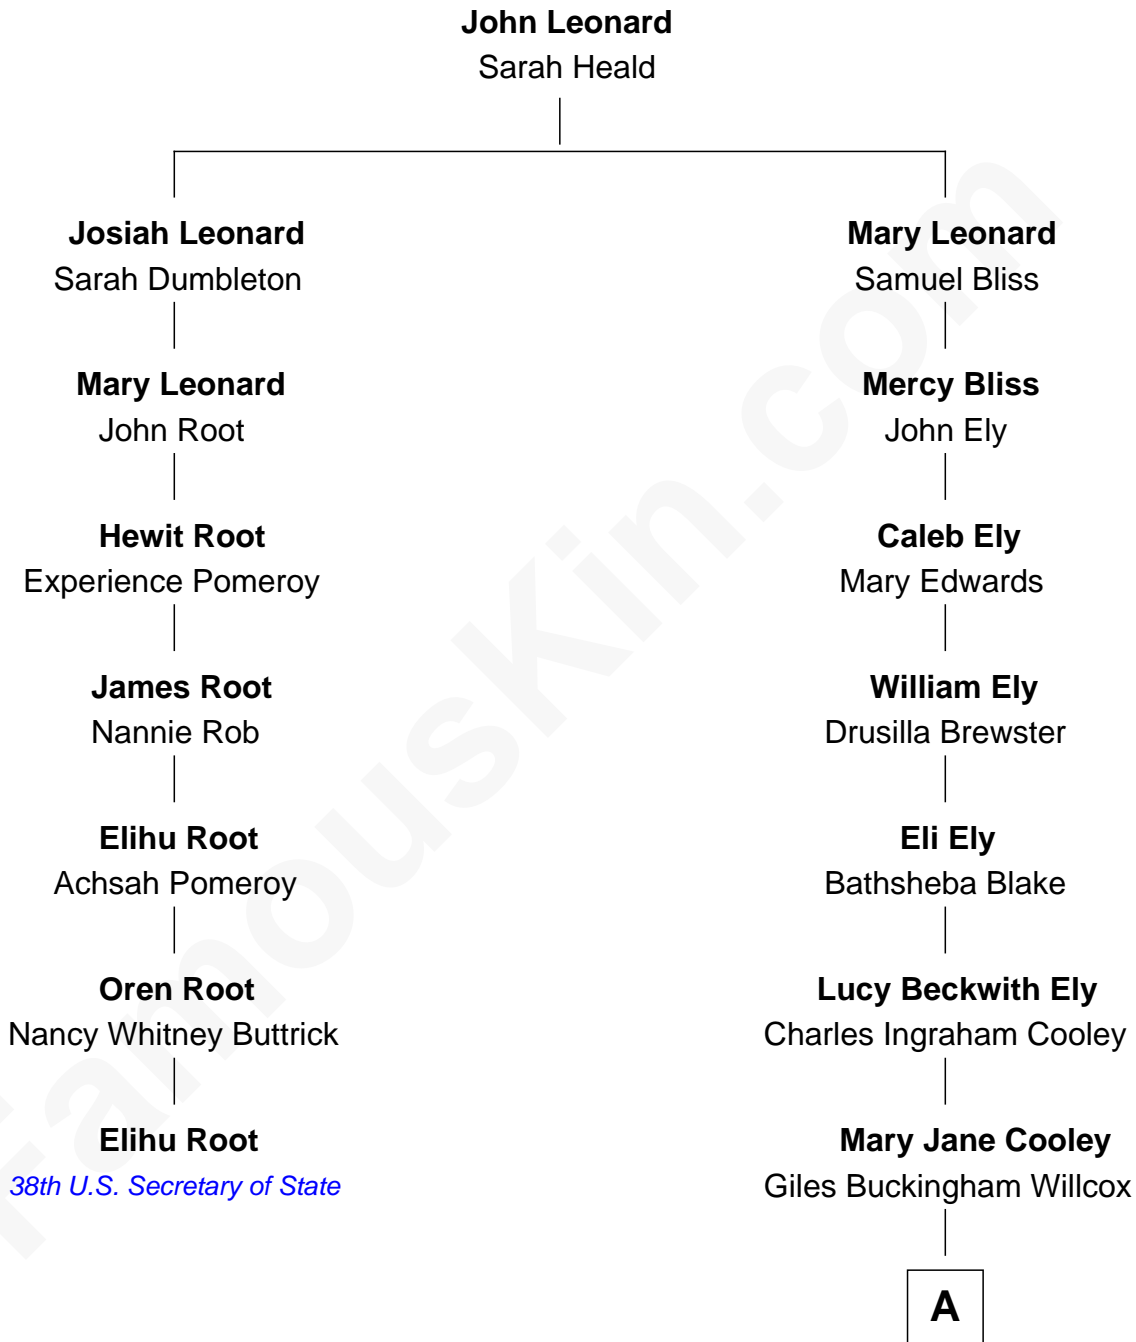 John Leonard
Sarah Heald
Josiah Leonard
Sarah Dumbleton
Mary Leonard
Samuel Bliss
Mary Leonard
John Root
Mercy Bliss
John Ely
Hewit Root
Experience Pomeroy
Caleb Ely
Mary Edwards
James Root
Nannie Rob
William Ely
Drusilla Brewster
Elihu Root
Achsah Pomeroy
Eli Ely
Bathsheba Blake
Oren Root
Nancy Whitney Buttrick
Lucy Beckwith Ely
Charles Ingraham Cooley
Elihu Root
38th U.S. Secretary of State
Mary Jane Cooley
Giles Buckingham Willcox
A
FamousKin.com